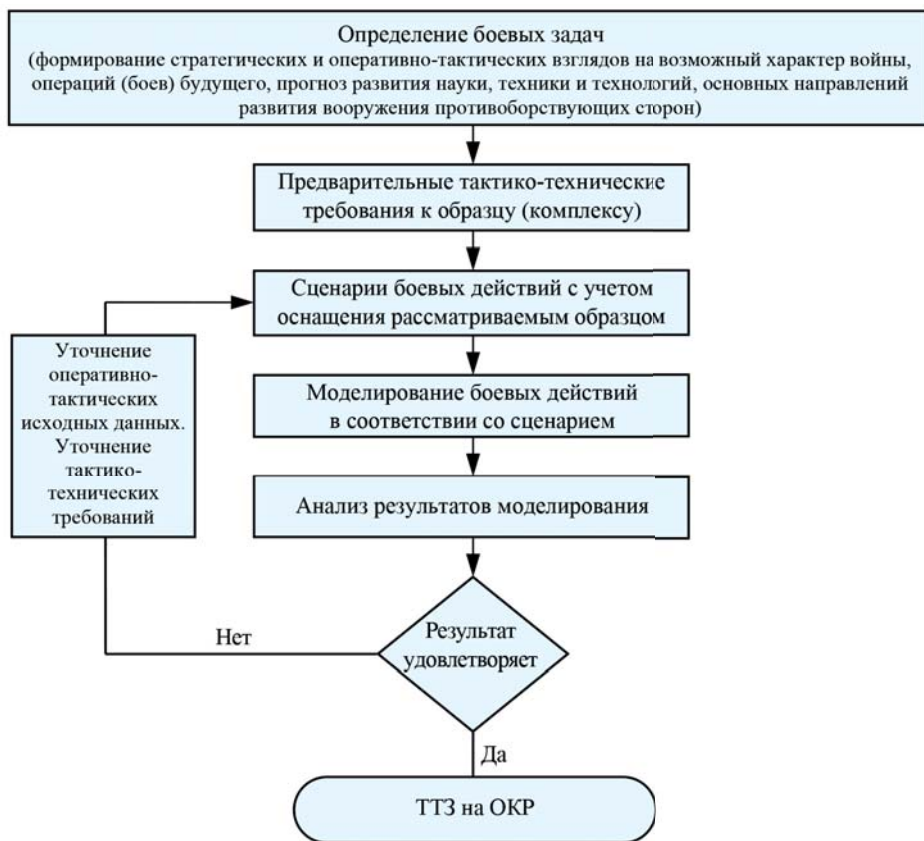 Определение боевых задач
(формирование стратегических и оперативно-тактических взглядов на возможный характер войны,
операций (боев) будущего, прогноз развития науки, техники и технологий, основных направлений
развития вооружения противоборствующих сторон)
Предварительные тактико-технические
требования к образцу (комплексу)
Сценарии боевых действий с учетом
оснащения рассматриваемым образцом
Уточнение
оперативно-
тактических
исходных данных.
Уточнение
тактико-
технических
требований
Моделирование боевых действий
в соответствии со сценарием
Анализ результатов моделирования
Результат
удовлетворяет
Нет
Да
ТТЗ на ОКР